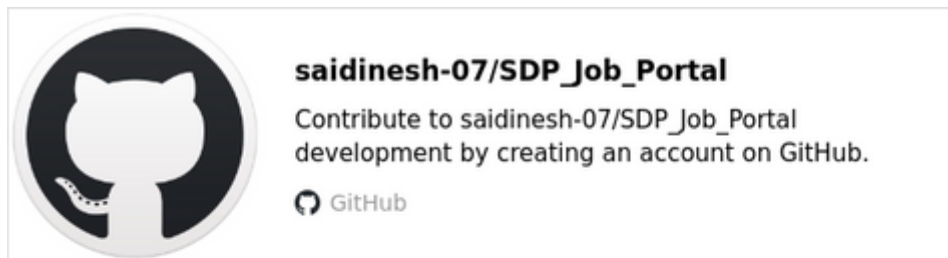 saidinesh-07/SDP_Job_Portal
Contribute to saidinesh-07/SDP_Job_Portal
development by creating an account on GitHub.
GitHub